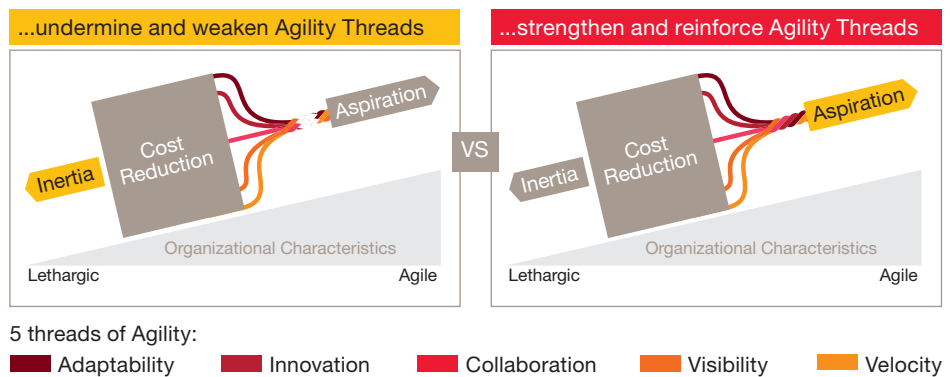 ...undermine and weaken Agility Threads
...strengthen and reinforce Agility Threads
Aspiration
Cost
Reduction
Inertia
Organizational Characteristics
Lethargic
Agile
VS
Aspiration
Cost
Reduction
Inertia
Organizational Characteristics
Lethargic
Agile
5 threads of Agility:
Adaptability
Innovation
Collaboration
Visibility
Velocity